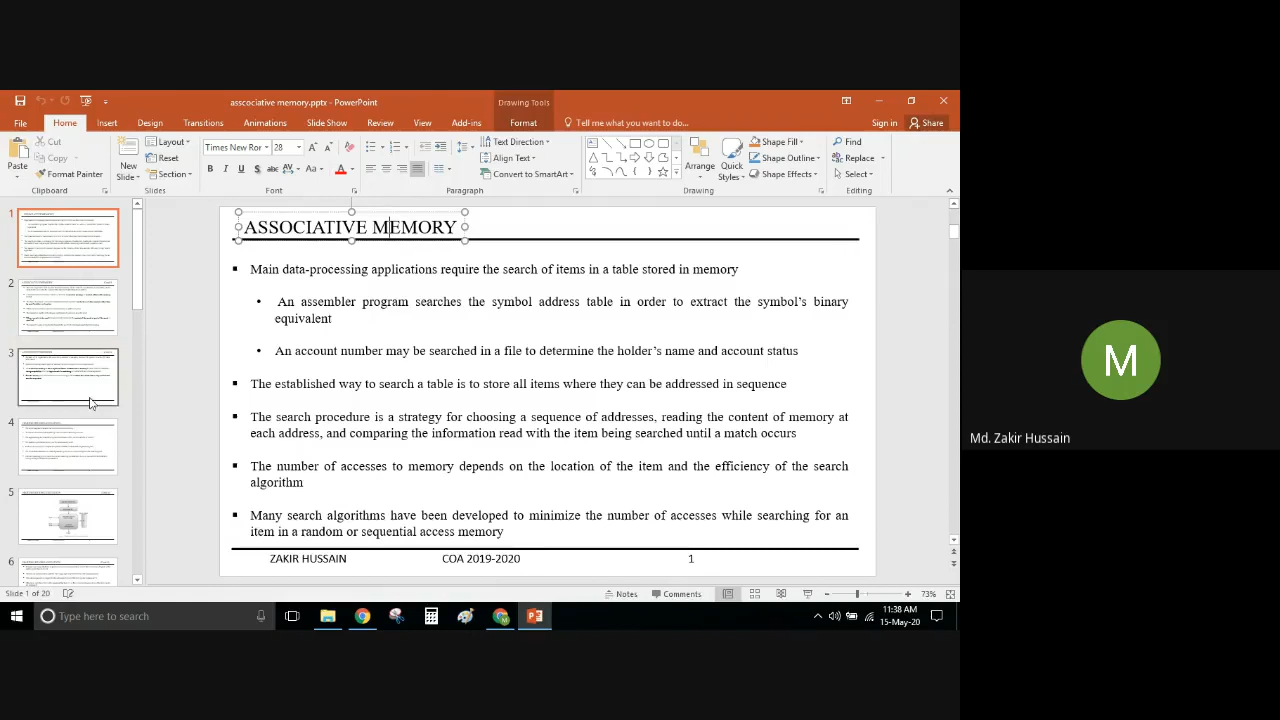 asscociative memory.pptx - PowerPoint
Drawing Tools
File
Home
Insert
Design
Transitions
Animations
Slide Show
Review
View
Add-ins
Format
Tell me what you want to do...
Sign in
Share
Paste
Cut
Copy
Format Painter
Clipboard
New Slide
Layout
Reset
Section
Slides
Times New Ror
28
Font
Text Direction
Align Text
Convert to SmartArt
Paragraph
Arrange
Quick Styles
Shape Fill
Shape Outline
Shape Effects
Drawing
Find
Replace
Select
Editing
1
2
3
4
5
6
ASSOCIATIVE MEMORY
▪ Main data-processing applications require the search of items in a table stored in memory
• An assembler program searches a symbol address table in order to extract the symbol's binary
equivalent
• An account number may be searched in a file to determine the holder's name and account status
▪ The established way to search a table is to store all items where they can be addressed in sequence
▪ The search procedure is a strategy for choosing a sequence of addresses, reading the content of memory at
each address, and comparing the info. located with the item being searched until a match occurs
▪ The number of accesses to memory depends on the location of the item and the efficiency of the search
algorithm
▪ Many search algorithms have been developed to minimize the number of accesses while searching for an
item in a random or sequential access memory
ZAKIR HUSSAIN COA 2019-2020 1
Slide 1 of 20
Notes
Comments
73%
Type here to search
11:38 AM
15-May-20
M
Md. Zakir Hussain